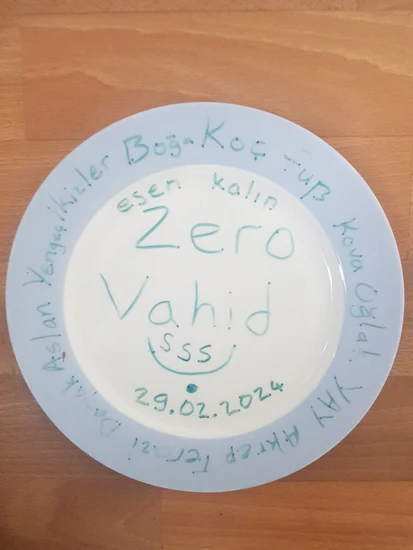 esen kalın
Zero
Vahid
sss
29.02.2024
Koç
Boğa
İkizler
Yengeç
Aslan
Başak
Terazi
Akrep
YAY
Oğlak
Kova